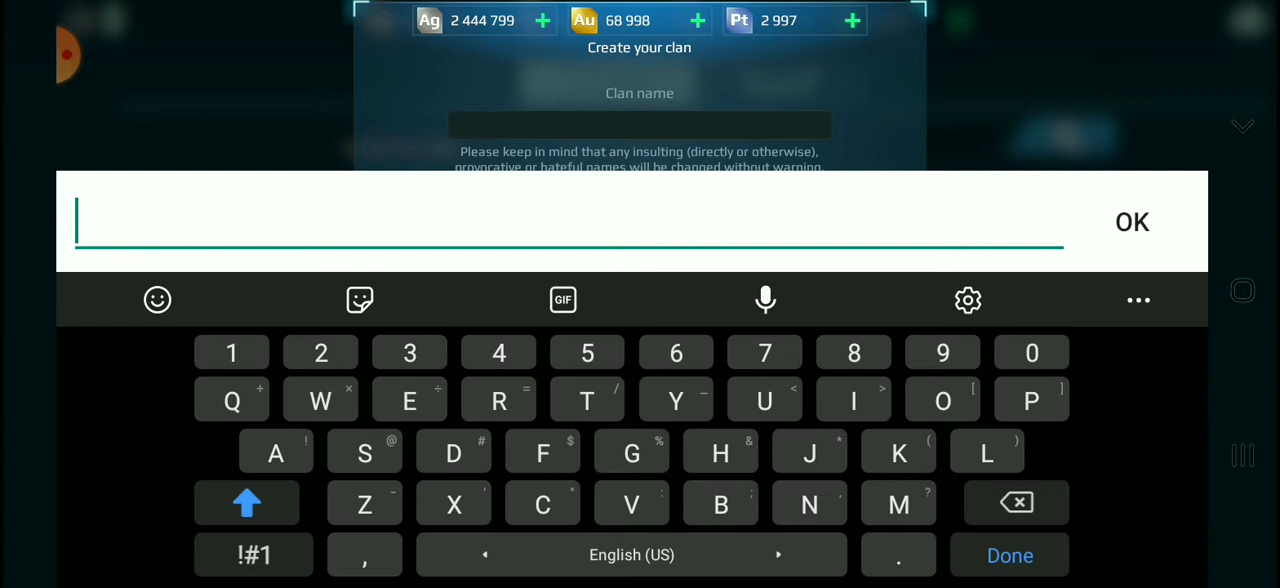 Ag 2 444 799 + Au 68 998 + Pt 2 997 +
Create your clan
Clan name
Please keep in mind that any insulting (directly or otherwise),
provocative or hateful names will be changed without warning.
OK
GIF
1 2 3 4 5 6 7 8 9 0
Q + W × E ÷ R = T / Y _ U < I > O [ P ]
A ! S @ D # F $ G % H & J * K ( L )
Z - X ' C " V : B ; N , M ?
!#1 , English (US) . Done